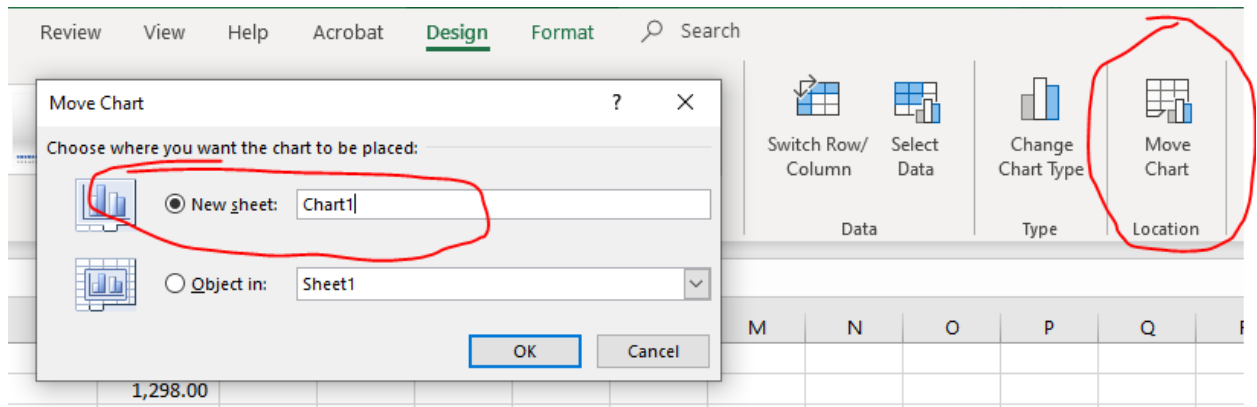 Review View Help Acrobat Design Format Search
Move Chart ? ×
Choose where you want the chart to be placed:
New sheet: Chart1
Object in: Sheet1
OK Cancel
Switch Row/ Column
Select Data
Change Chart Type
Move Chart
Data Type Location
M N O P Q
1,298.00